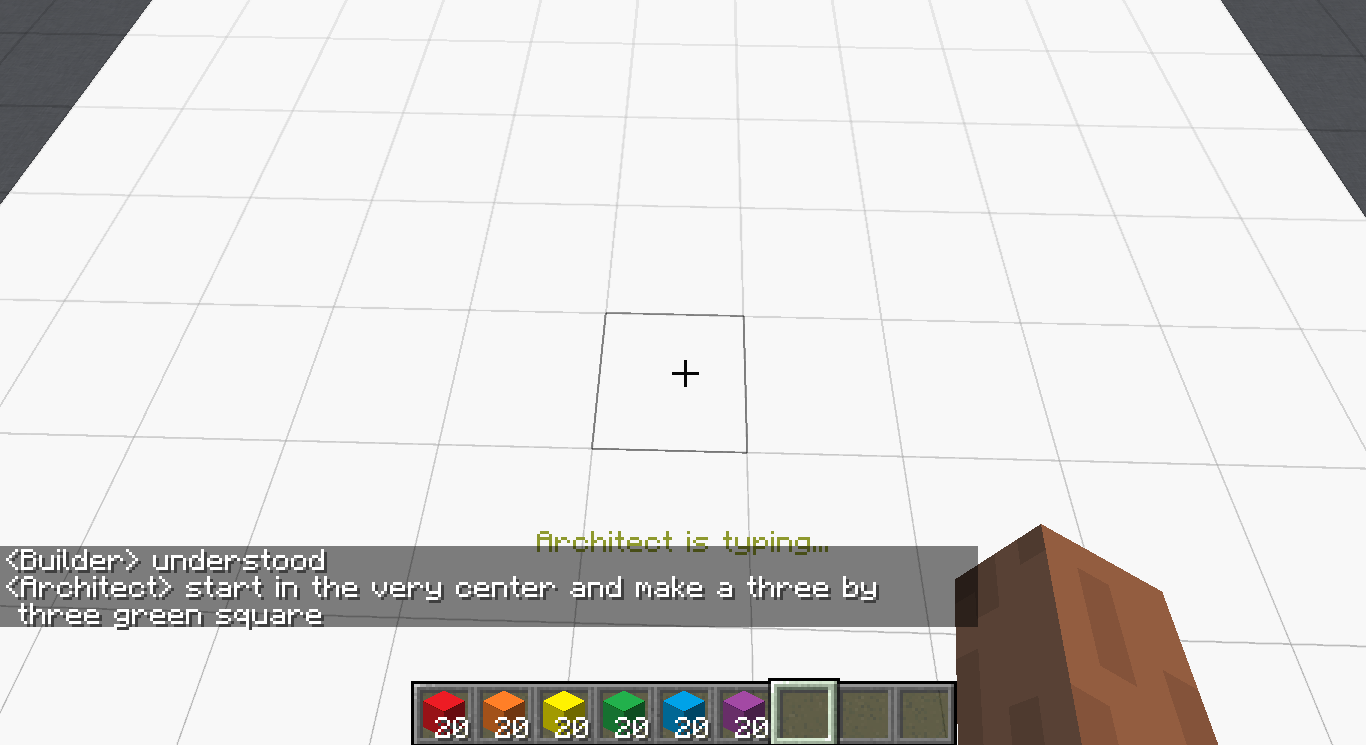 Architect is typing...
<Builder> understood
<Architect> start in the very center and make a three by
three green square
20 20 20 20 20 20